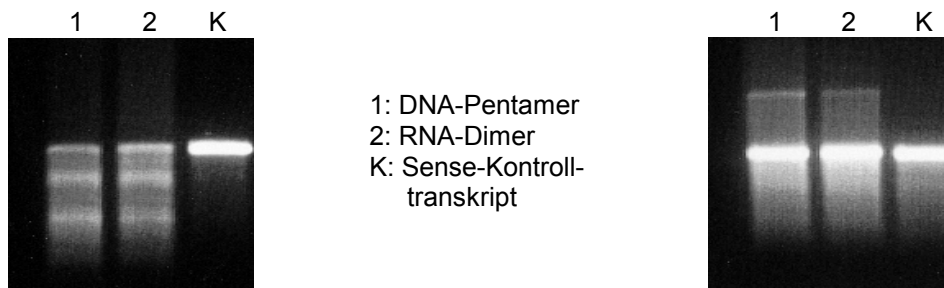 1 2 K
1 2 K
1: DNA-Pentamer
2: RNA-Dimer
K: Sense-Kontroll-
transkript